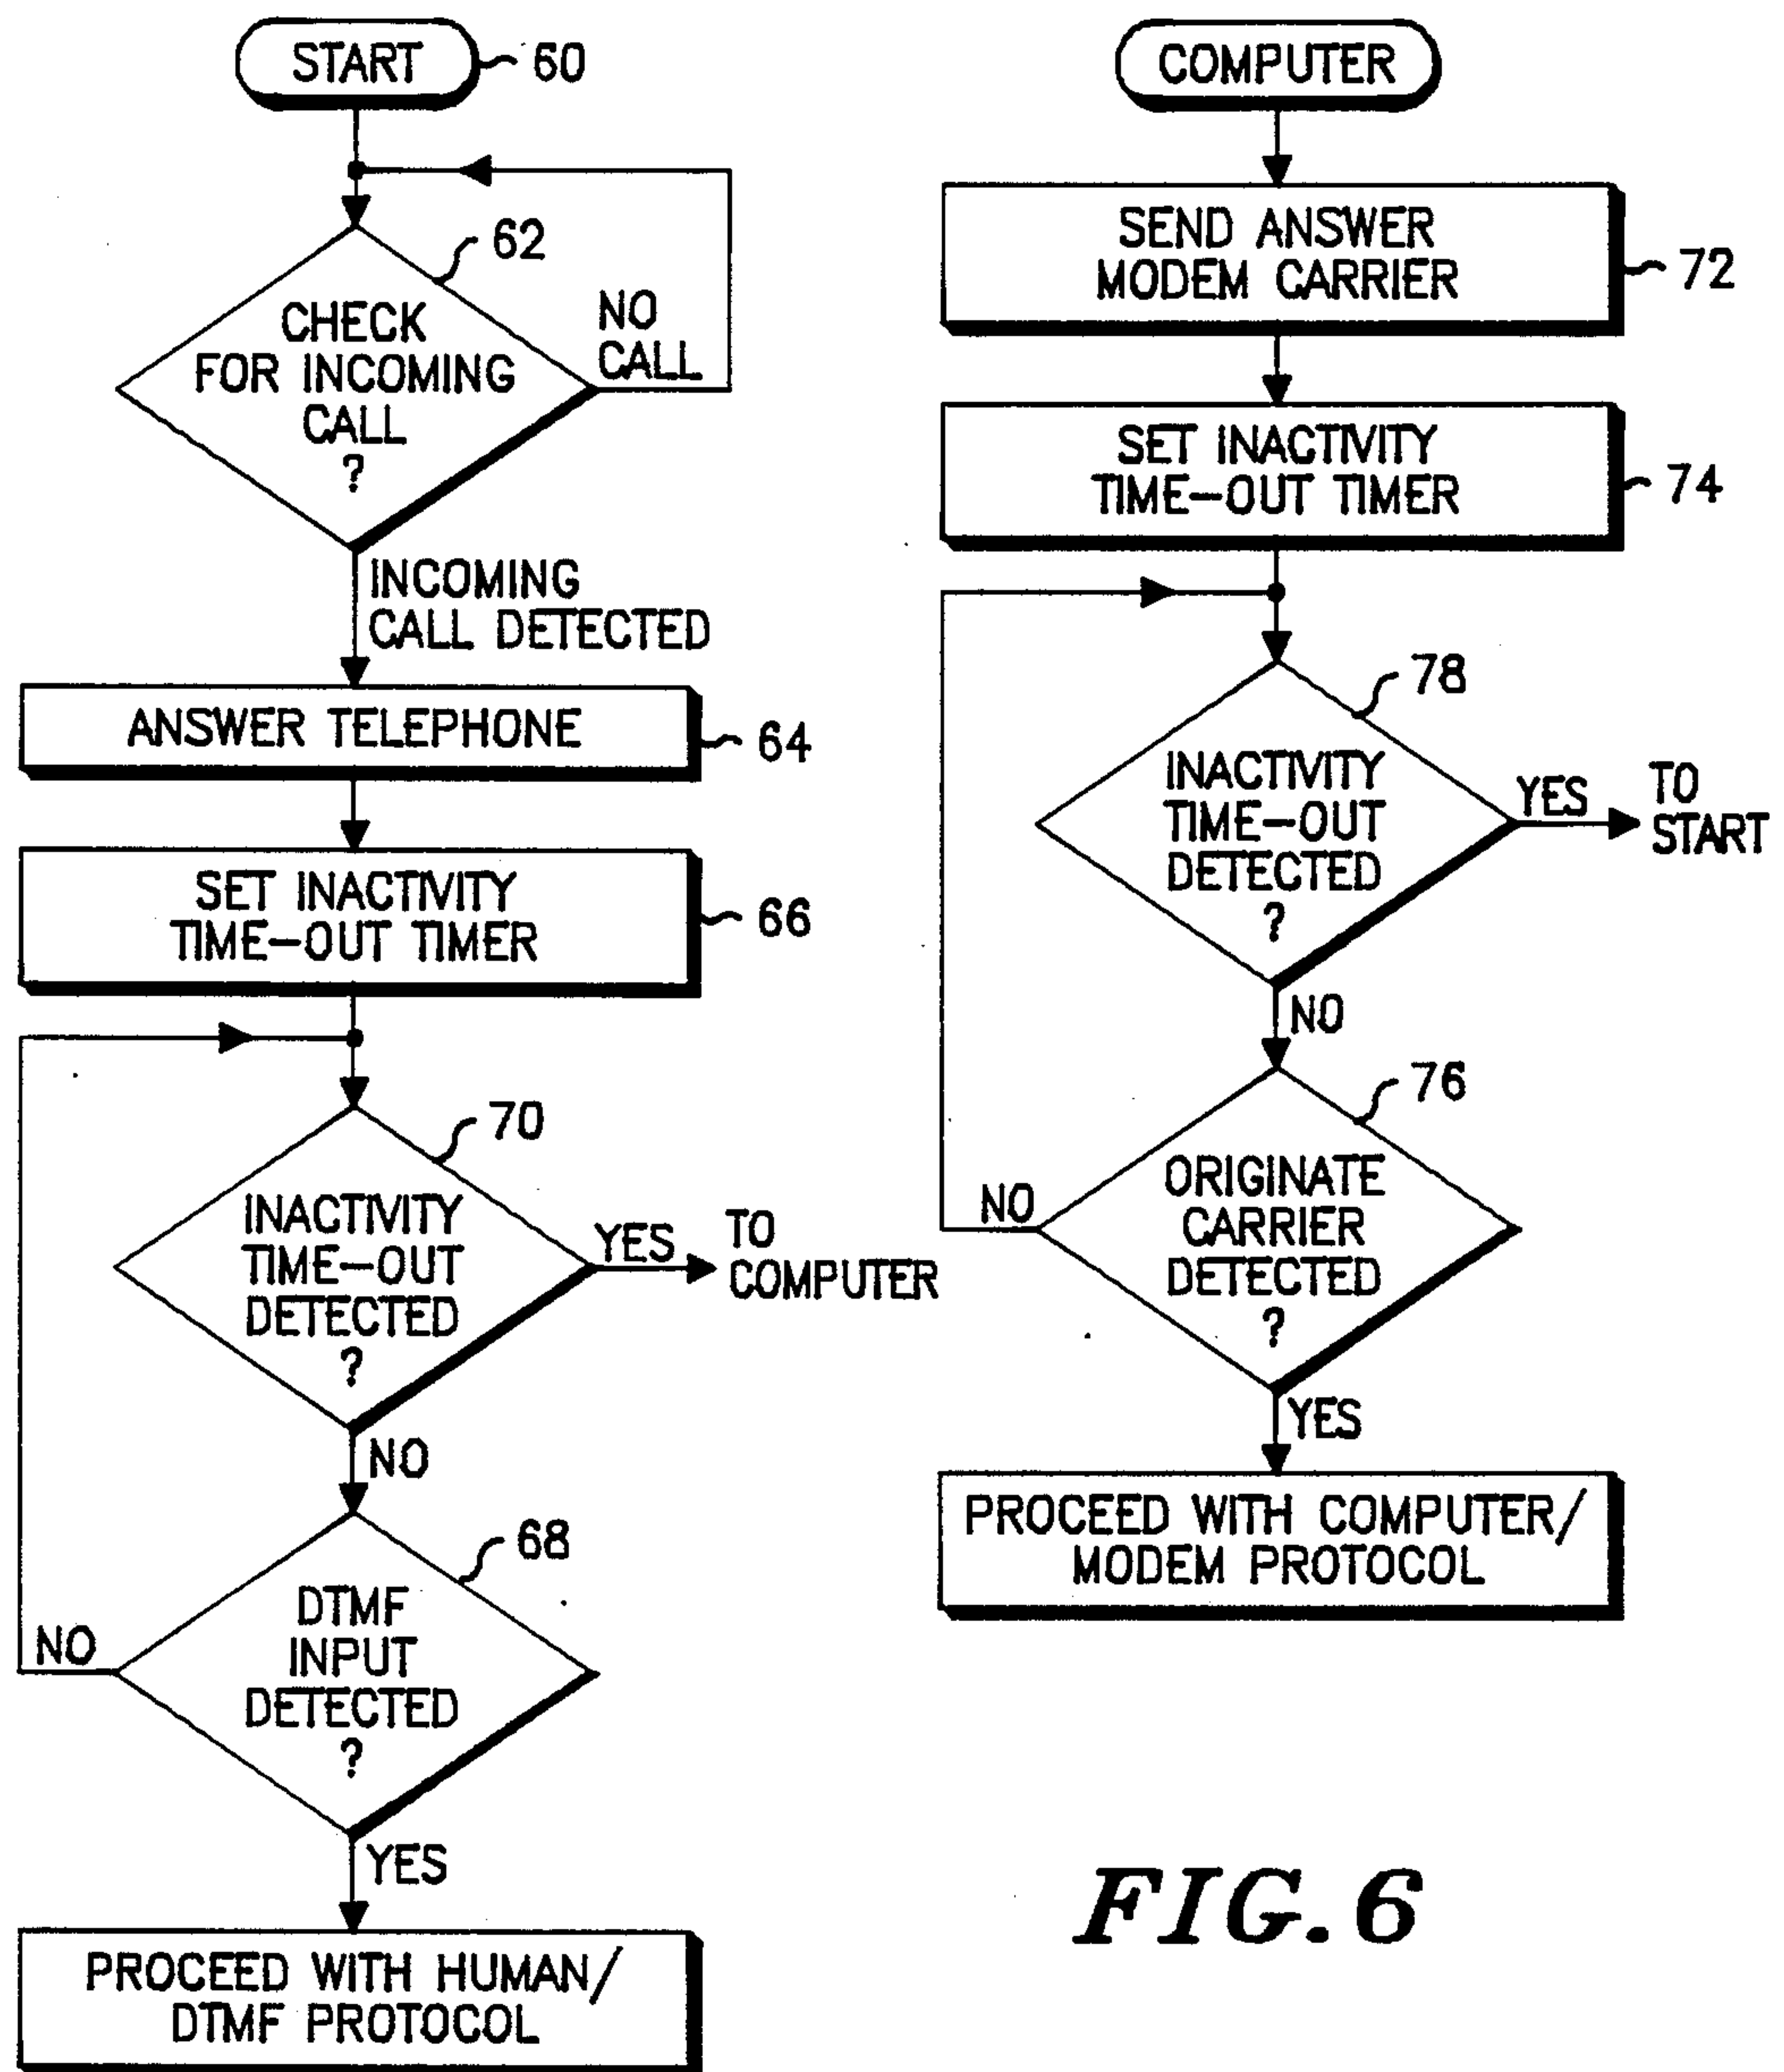 START
60
62
CHECK
FOR INCOMING
CALL
?
NO
CALL
INCOMING
CALL DETECTED
ANSWER TELEPHONE
64
SET INACTIVITY
TIME-OUT TIMER
66
70
INACTIVITY
TIME-OUT
DETECTED
?
YES
TO
COMPUTER
NO
68
DTMF
INPUT
DETECTED
?
NO
YES
PROCEED WITH HUMAN/
DTMF PROTOCOL
COMPUTER
SEND ANSWER
MODEM CARRIER
72
SET INACTIVITY
TIME-OUT TIMER
74
78
INACTIVITY
TIME-OUT
DETECTED
?
YES
TO
START
NO
76
ORIGINATE
CARRIER
DETECTED
?
NO
YES
PROCEED WITH COMPUTER/
MODEM PROTOCOL
FIG. 6